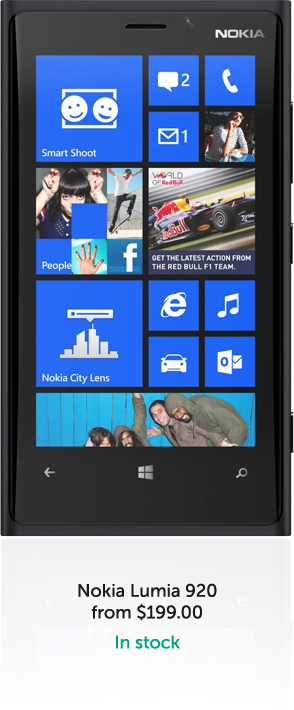 NOKIA
2
1
Smart Shoot
WORLD
OF Red Bull
People
f
GET THE LATEST ACTION FROM
THE RED BULL F1 TEAM.
Nokia City Lens
Nokia Lumia 920
from $199.00
In stock